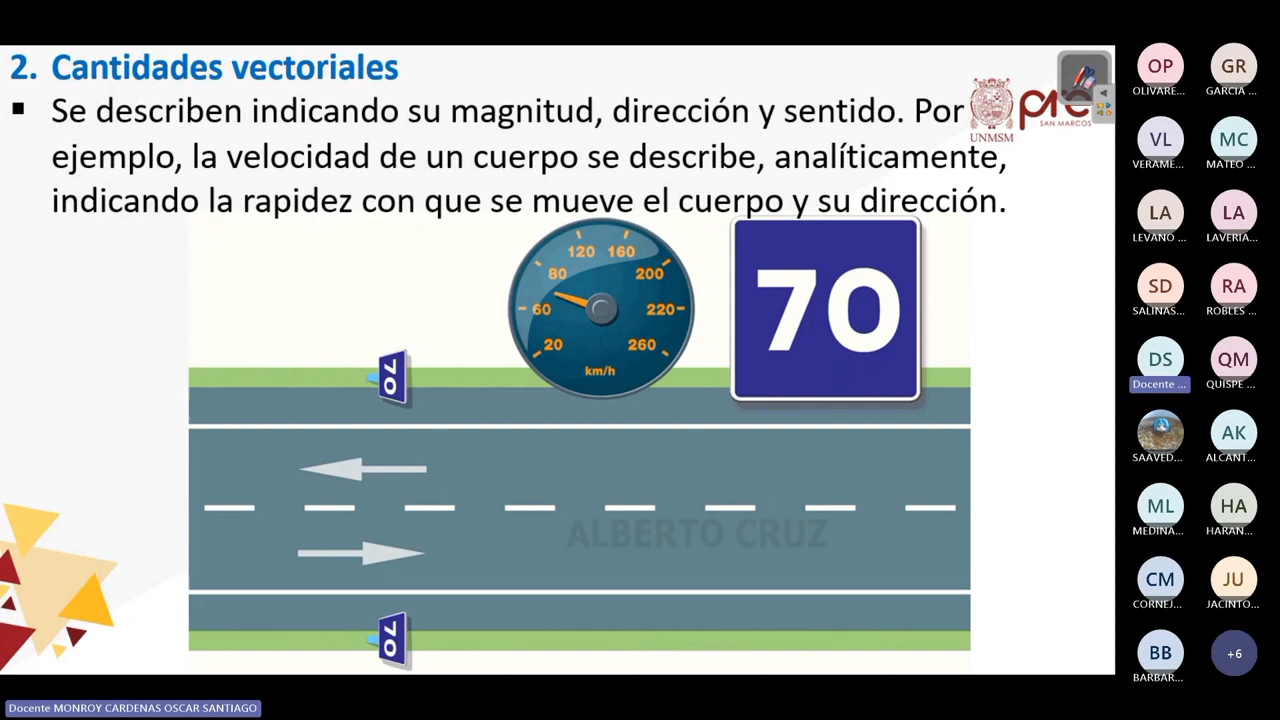 2. Cantidades vectoriales
▪ Se describen indicando su magnitud, dirección y sentido. Por
ejemplo, la velocidad de un cuerpo se describe, analíticamente,
indicando la rapidez con que se mueve el cuerpo y su dirección.
UNMSM
pre
SAN MARCOS
120 160
80 200
60 220
20 260
km/h
70
70
ALBERTO CRUZ
70
OP GR
OLIVARE... GARCIA ...
VL MC
VERAME... MATEO ...
LA LA
LEVANO ... LAVERIA...
SD RA
SALINAS... ROBLES ...
DS QM
Docente ... QUISPE ...
AK
SAAVED... ALCANT...
ML HA
MEDINA... HARAN...
CM JU
CORNEJ... JACINTO...
BB +6
BARBAR...
Docente MONROY CARDENAS OSCAR SANTIAGO